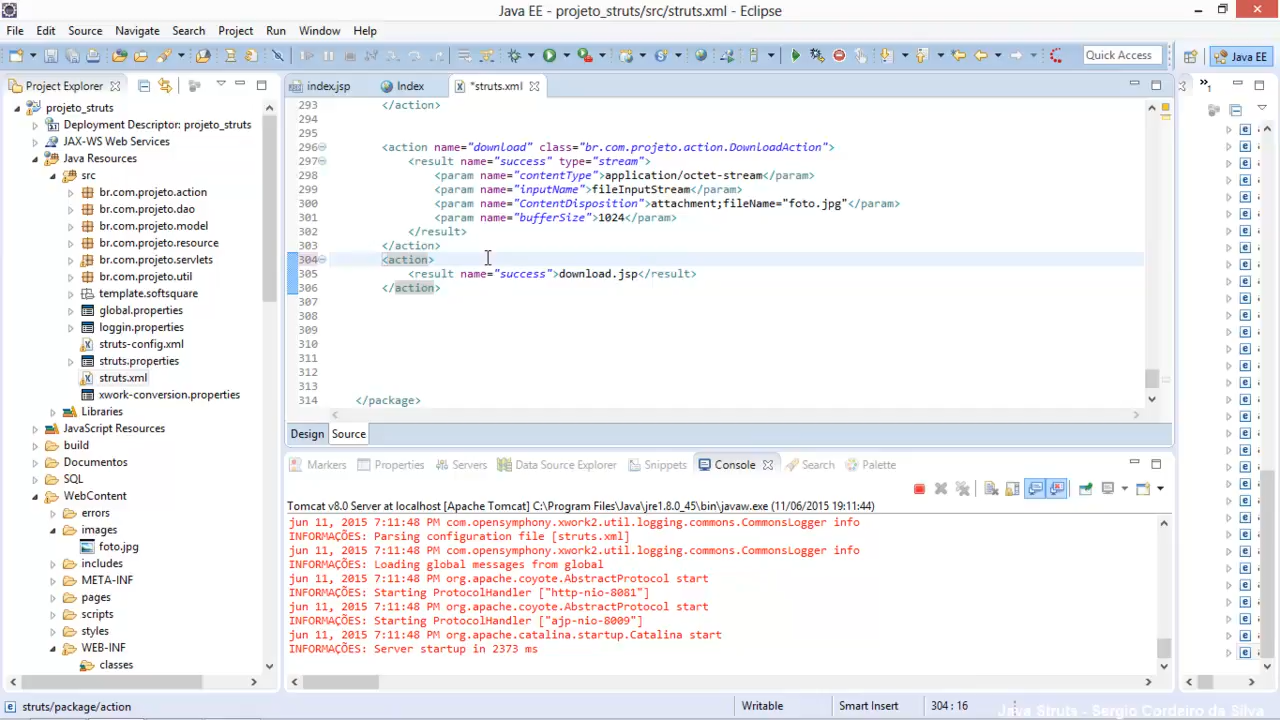 Java EE - projeto_struts/src/struts.xml - Eclipse
File Edit Source Navigate Search Project Run Window Help
Quick Access
Java EE
Project Explorer
projeto_struts
Deployment Descriptor: projeto_struts
JAX-WS Web Services
Java Resources
src
br.com.projeto.action
br.com.projeto.dao
br.com.projeto.model
br.com.projeto.resource
br.com.projeto.servlets
br.com.projeto.util
template.softsquare
global.properties
loggin.properties
struts-config.xml
struts.properties
struts.xml
xwork-conversion.properties
Libraries
JavaScript Resources
build
Documentos
SQL
WebContent
errors
images
foto.jpg
includes
META-INF
pages
scripts
styles
WEB-INF
classes
index.jsp Index *struts.xml
293 </action>
294
295
296 <action name="download" class="br.com.projeto.action.DownloadAction">
297 <result name="success" type="stream">
298 <param name="contentType">application/octet-stream</param>
299 <param name="inputName">fileInputStream</param>
300 <param name="ContentDisposition">attachment;fileName="foto.jpg"</param>
301 <param name="bufferSize">1024</param>
302 </result>
303 </action>
304 <action>
305 <result name="success">download.jsp</result>
306 </action>
307
308
309
310
311
312
313
314 </package>
Design Source
Markers Properties Servers Data Source Explorer Snippets Console Search Palette
Tomcat v8.0 Server at localhost [Apache Tomcat] C:\Program Files\Java\jre1.8.0_45\bin\javaw.exe (11/06/2015 19:11:44)
jun 11, 2015 7:11:48 PM com.opensymphony.xwork2.util.logging.commons.CommonsLogger info
INFORMAÇÕES: Parsing configuration file [struts.xml]
jun 11, 2015 7:11:48 PM com.opensymphony.xwork2.util.logging.commons.CommonsLogger info
INFORMAÇÕES: Loading global messages from global
jun 11, 2015 7:11:48 PM org.apache.coyote.AbstractProtocol start
INFORMAÇÕES: Starting ProtocolHandler ["http-nio-8081"]
jun 11, 2015 7:11:48 PM org.apache.coyote.AbstractProtocol start
INFORMAÇÕES: Starting ProtocolHandler ["ajp-nio-8009"]
jun 11, 2015 7:11:48 PM org.apache.catalina.startup.Catalina start
INFORMAÇÕES: Server startup in 2373 ms
struts/package/action
Writable
Smart Insert
304 : 16
Java Struts - Sergio Cordeiro da Silva